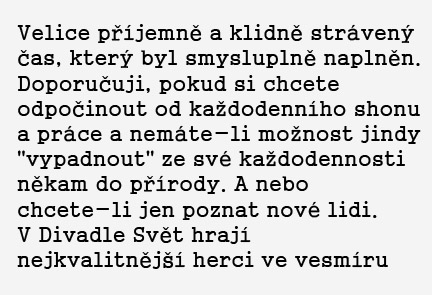 Velice příjemně a klidně strávený
čas, který byl smysluplně naplněn.
Doporučuji, pokud si chcete
odpočinout od každodenního shonu
a práce a nemáte-li možnost jindy
"vypadnout" ze své každodennosti
někam do přírody. A nebo
chcete-li jen poznat nové lidi.
V Divadle Svět hrají
nejkvalitnější herci ve vesmíru